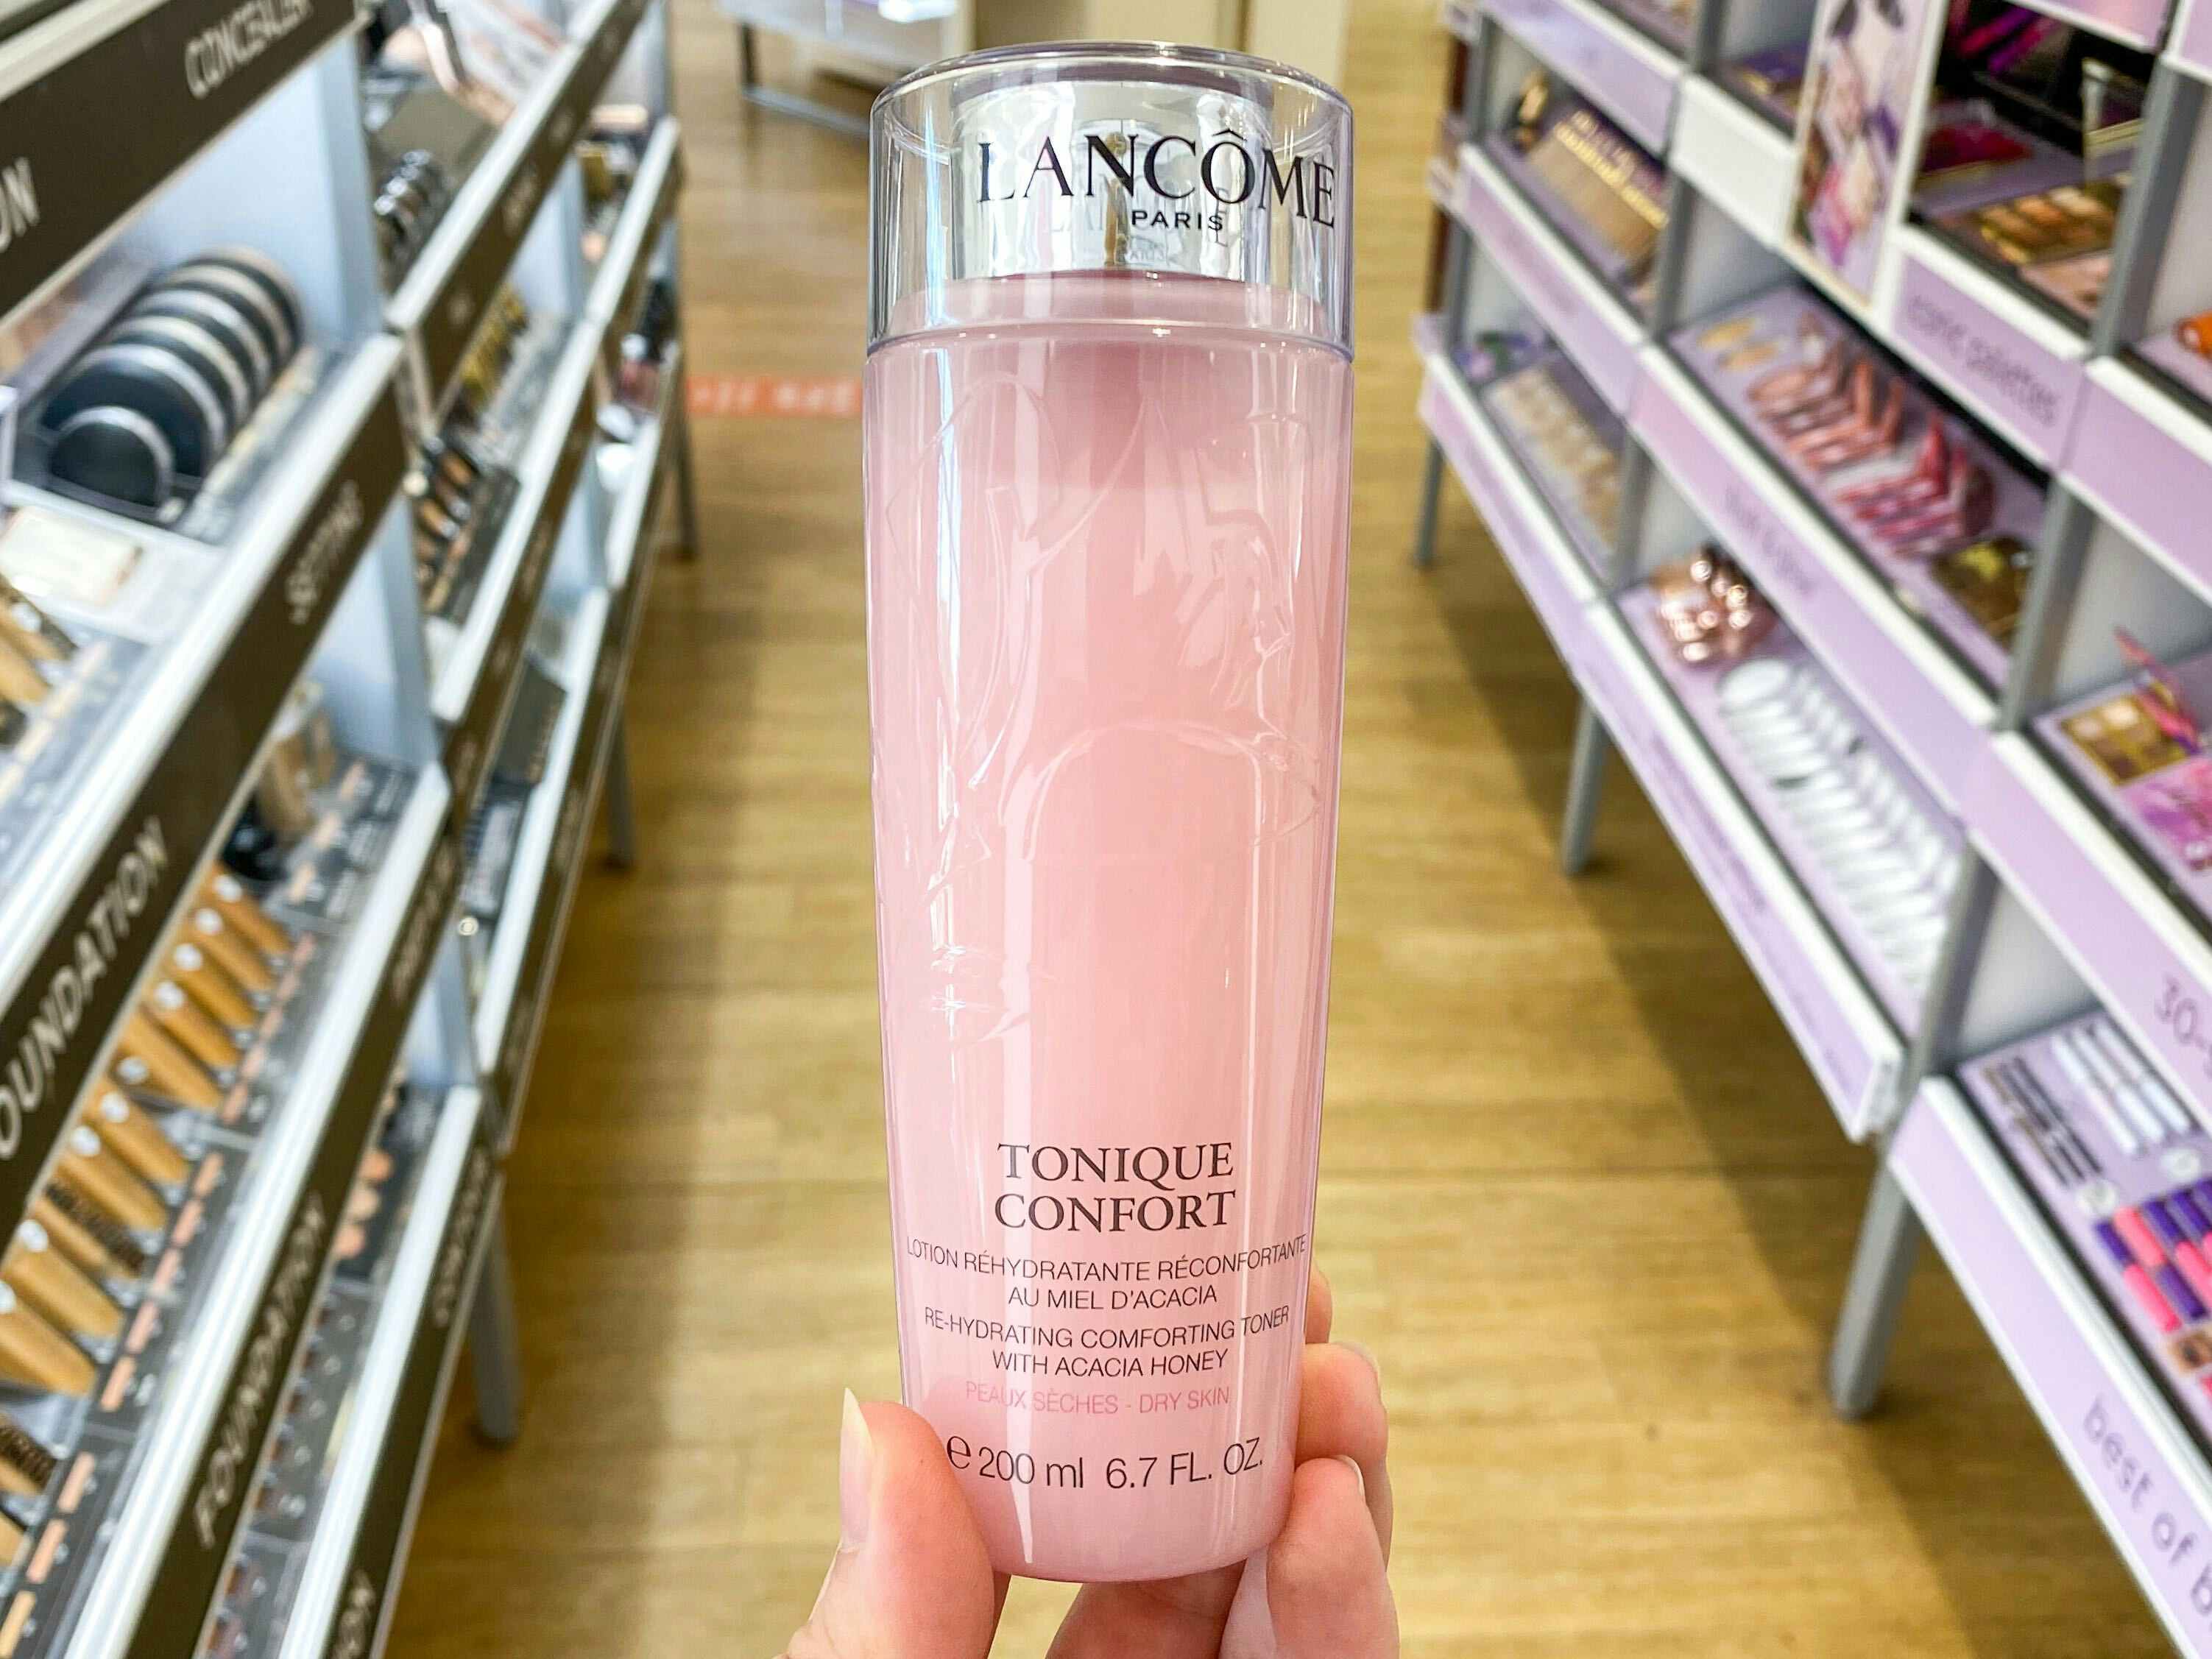 LANCÔME
PARIS
TONIQUE
CONFORT
LOTION RÉHYDRATANTE RÉCONFORTANTE
AU MIEL D'ACACIA
RE-HYDRATING COMFORTING TONER
WITH ACACIA HONEY
PEAUX SÈCHES - DRY SKIN
e 200 ml 6.7 FL. OZ.
CONCEALER
SETTING
FOUNDATION
FOUNDATION
best of